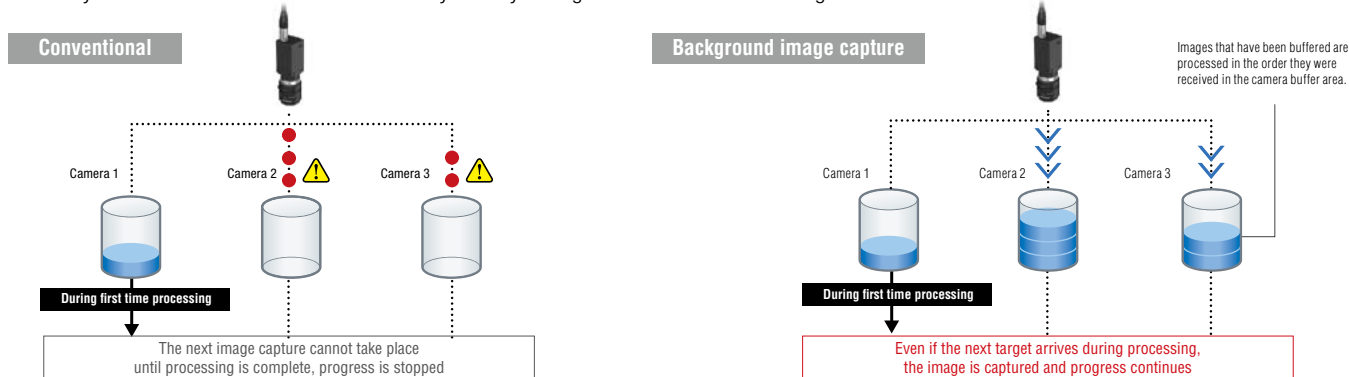 Conventional
Camera 1
Camera 2
Camera 3
During first time processing
The next image capture cannot take place
until processing is complete, progress is stopped
Background image capture
Images that have been buffered are
processed in the order they were
received in the camera buffer area.
Camera 1
Camera 2
Camera 3
During first time processing
Even if the next target arrives during processing,
the image is captured and progress continues